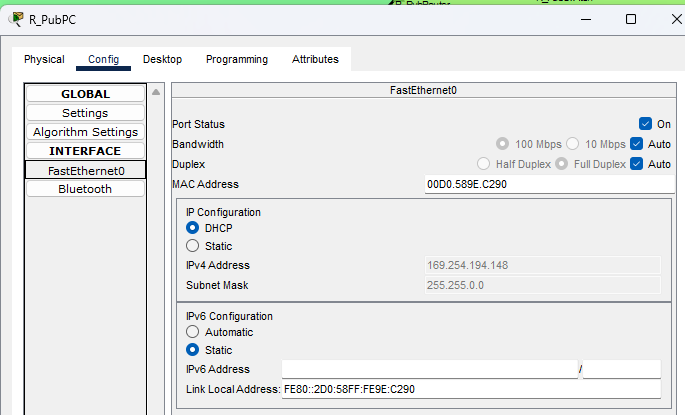 R_PubPC
Physical Config Desktop Programming Attributes
GLOBAL
Settings
Algorithm Settings
INTERFACE
FastEthernet0
Bluetooth
FastEthernet0
Port Status On
Bandwidth 100 Mbps 10 Mbps Auto
Duplex Half Duplex Full Duplex Auto
MAC Address 00D0.589E.C290
IP Configuration
DHCP
Static
IPv4 Address 169.254.194.148
Subnet Mask 255.255.0.0
IPv6 Configuration
Automatic
Static
IPv6 Address /
Link Local Address: FE80::2D0:58FF:FE9E:C290